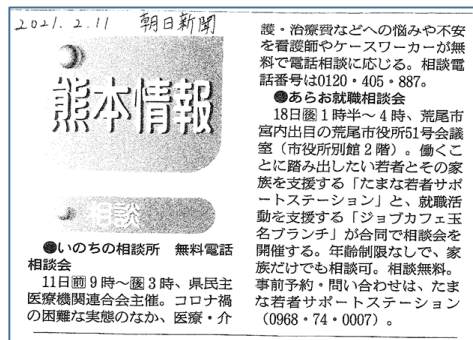 2021.2.11 朝日新聞
熊本情報
相談
●いのちの相談所　無料電話
相談会
11日前9時～後3時、県民主
医療機関連合会主催。コロナ禍
の困難な実態のなか、医療・介
護・治療費などへの悩みや不安
を看護師やケースワーカーが無
料で電話相談に応じる。相談電
話番号は0120・405・887。
●あらお就職相談会
18日後1時半～4時、荒尾市
宮内出目の荒尾市役所51号会議
室（市役所別館2階）。働くこ
とに踏み出したい若者とその家
族を支援する「たまな若者サポ
ートステーション」と、就職活
動を支援する「ジョブカフェ玉
名ブランチ」が合同で相談会を
開催する。年齢制限なしで、家
族だけでも相談可。相談無料。
事前予約・問い合わせは、たま
な若者サポートステーション
（0968・74・0007）。